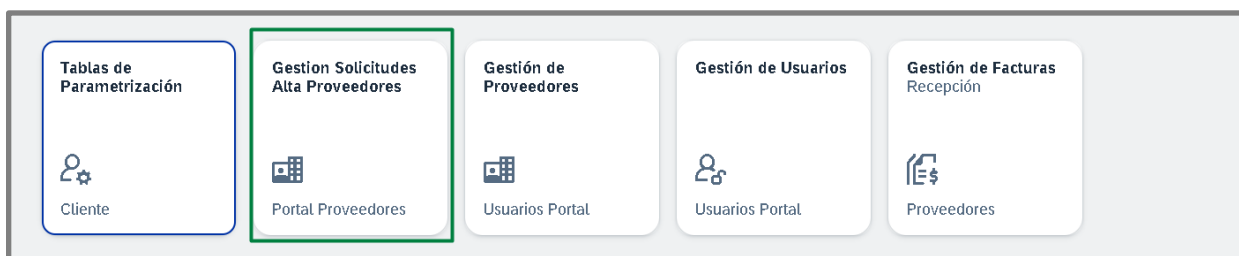 Tablas de
Parametrización
Cliente
Gestion Solicitudes
Alta Proveedores
Portal Proveedores
Gestión de
Proveedores
Usuarios Portal
Gestión de Usuarios
Usuarios Portal
Gestión de Facturas
Recepción
Proveedores